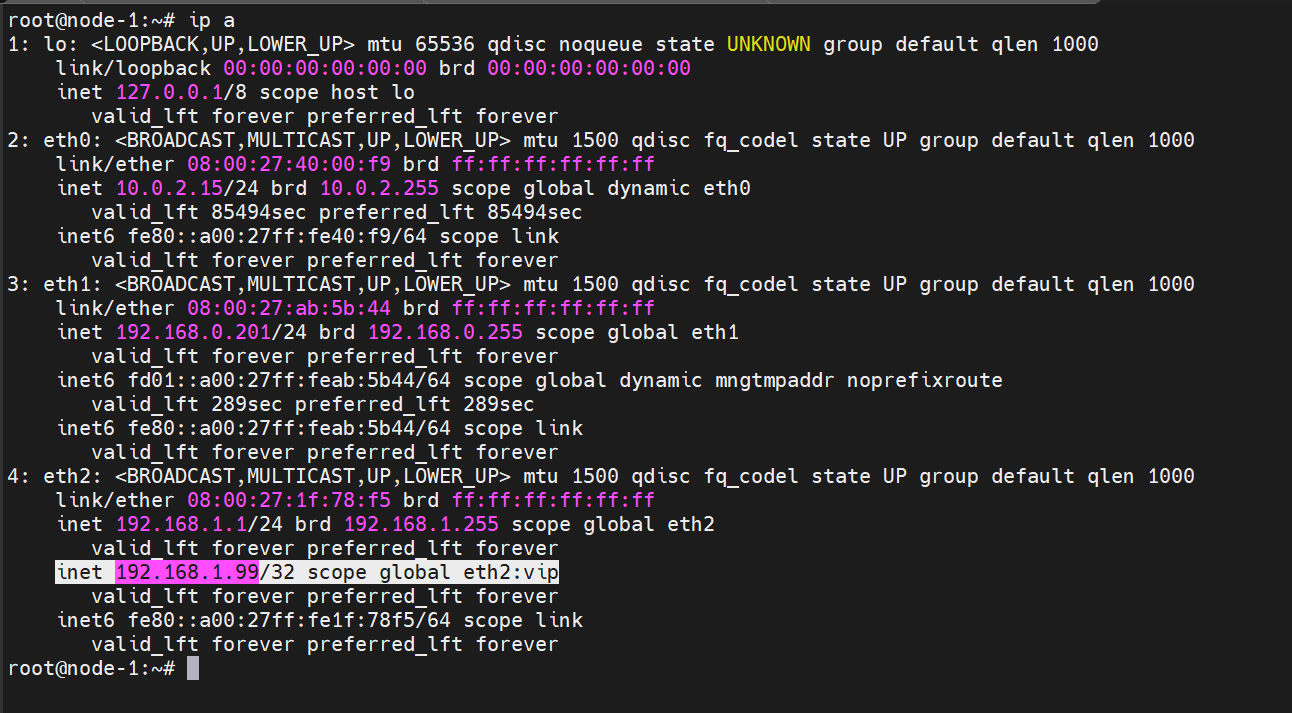 root@node-1:~# ip a
1: lo: <LOOPBACK,UP,LOWER_UP> mtu 65536 qdisc noqueue state UNKNOWN group default qlen 1000
    link/loopback 00:00:00:00:00:00 brd 00:00:00:00:00:00
    inet 127.0.0.1/8 scope host lo
       valid_lft forever preferred_lft forever
2: eth0: <BROADCAST,MULTICAST,UP,LOWER_UP> mtu 1500 qdisc fq_codel state UP group default qlen 1000
    link/ether 08:00:27:40:00:f9 brd ff:ff:ff:ff:ff:ff
    inet 10.0.2.15/24 brd 10.0.2.255 scope global dynamic eth0
       valid_lft 85494sec preferred_lft 85494sec
    inet6 fe80::a00:27ff:fe40:f9/64 scope link
       valid_lft forever preferred_lft forever
3: eth1: <BROADCAST,MULTICAST,UP,LOWER_UP> mtu 1500 qdisc fq_codel state UP group default qlen 1000
    link/ether 08:00:27:ab:5b:44 brd ff:ff:ff:ff:ff:ff
    inet 192.168.0.201/24 brd 192.168.0.255 scope global eth1
       valid_lft forever preferred_lft forever
    inet6 fd01::a00:27ff:feab:5b44/64 scope global dynamic mngtmpaddr noprefixroute
       valid_lft 289sec preferred_lft 289sec
    inet6 fe80::a00:27ff:feab:5b44/64 scope link
       valid_lft forever preferred_lft forever
4: eth2: <BROADCAST,MULTICAST,UP,LOWER_UP> mtu 1500 qdisc fq_codel state UP group default qlen 1000
    link/ether 08:00:27:1f:78:f5 brd ff:ff:ff:ff:ff:ff
    inet 192.168.1.1/24 brd 192.168.1.255 scope global eth2
       valid_lft forever preferred_lft forever
    inet 192.168.1.99/32 scope global eth2:vip
       valid_lft forever preferred_lft forever
    inet6 fe80::a00:27ff:fe1f:78f5/64 scope link
       valid_lft forever preferred_lft forever
root@node-1:~#